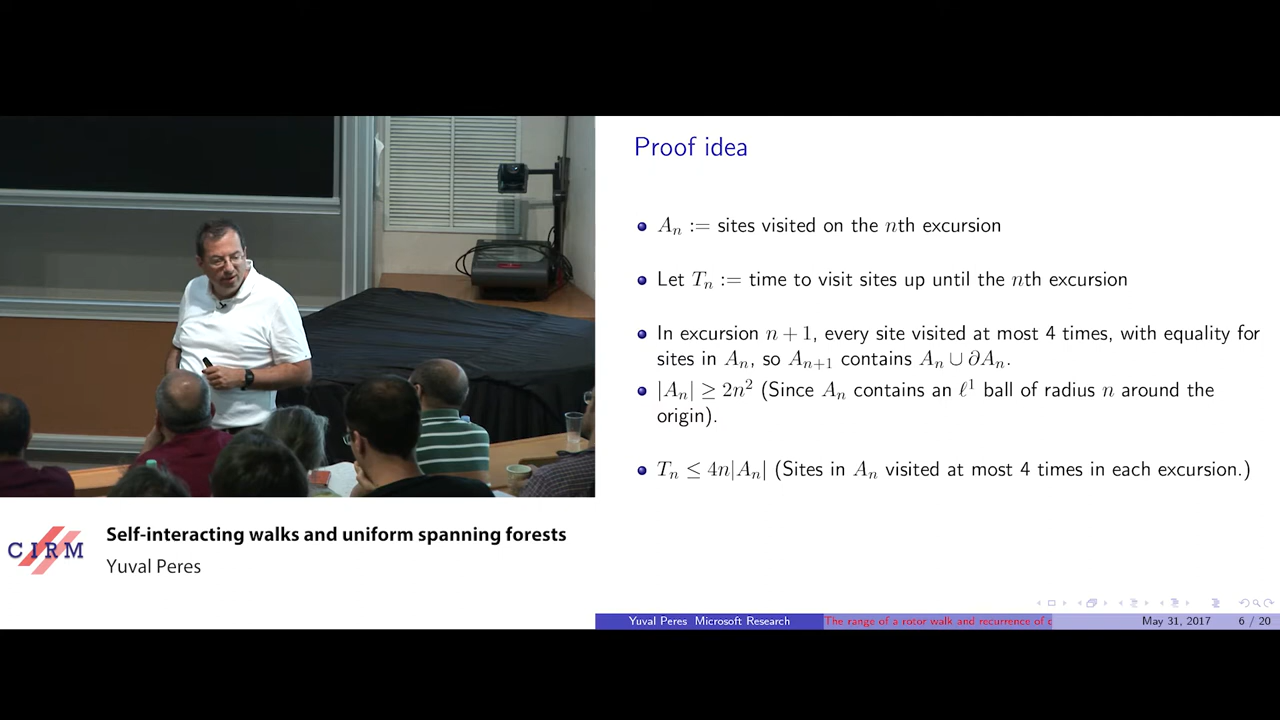 Proof idea
A_n := sites visited on the nth excursion
Let T_n := time to visit sites up until the nth excursion
In excursion n + 1, every site visited at most 4 times, with equality for
sites in A_n, so A_{n+1} contains A_n ∪ ∂A_n.
|A_n| ≥ 2n² (Since A_n contains an ℓ¹ ball of radius n around the
origin).
T_n ≤ 4n|A_n| (Sites in A_n visited at most 4 times in each excursion.)
CIRM
Self-interacting walks and uniform spanning forests
Yuval Peres
Yuval Peres Microsoft Research
The range of a rotor walk and recurrence of
May 31, 2017
6 / 20